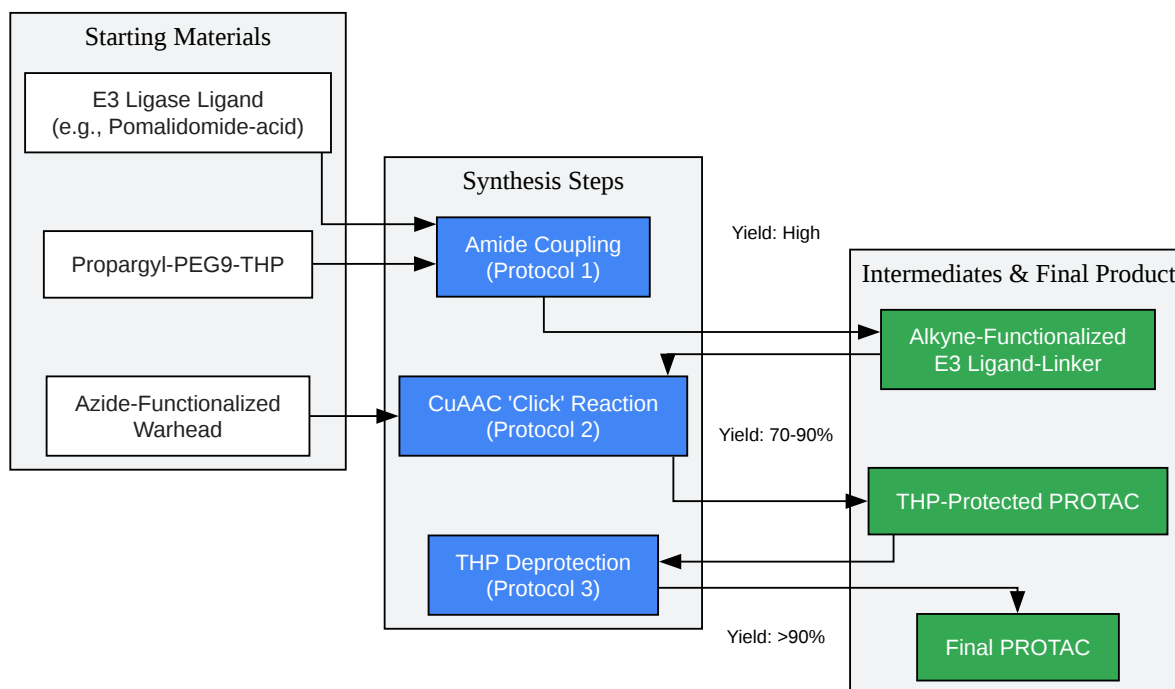 Starting Materials
E3 Ligase Ligand
(e.g., Pomalidomide-acid)
Propargyl-PEG9-THP
Azide-Functionalized
Warhead
Synthesis Steps
Amide Coupling
(Protocol 1)
CuAAC 'Click' Reaction
(Protocol 2)
THP Deprotection
(Protocol 3)
Yield: High
Yield: 70-90%
Yield: >90%
Intermediates & Final Product
Alkyne-Functionalized
E3 Ligand-Linker
THP-Protected PROTAC
Final PROTAC